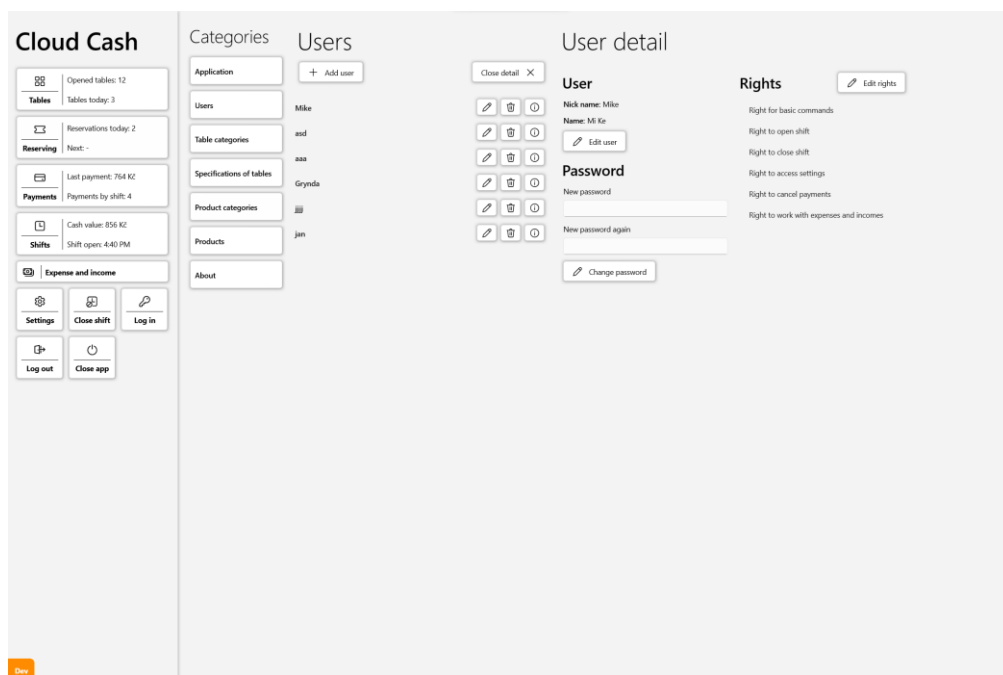 Cloud Cash
Opened tables: 12
Tables
Tables today: 3
Reservations today: 2
Reserving
Next: -
Last payment: 764 Kč
Payments
Payments by shift: 4
Cash value: 856 Kč
Shifts
Shift open: 4:40 PM
Expense and income
Settings
Close shift
Log in
Log out
Close app
Dev
Categories
Application
Users
Table categories
Specifications of tables
Product categories
Products
About
Users
Add user
Close detail
Mike
asd
aaa
Grynda
jan
User detail
User
Nick name: Mike
Name: Mi Ke
Edit user
Password
New password
New password again
Change password
Rights
Edit rights
Right for basic commands
Right to open shift
Right to close shift
Right to access settings
Right to cancel payments
Right to work with expenses and incomes